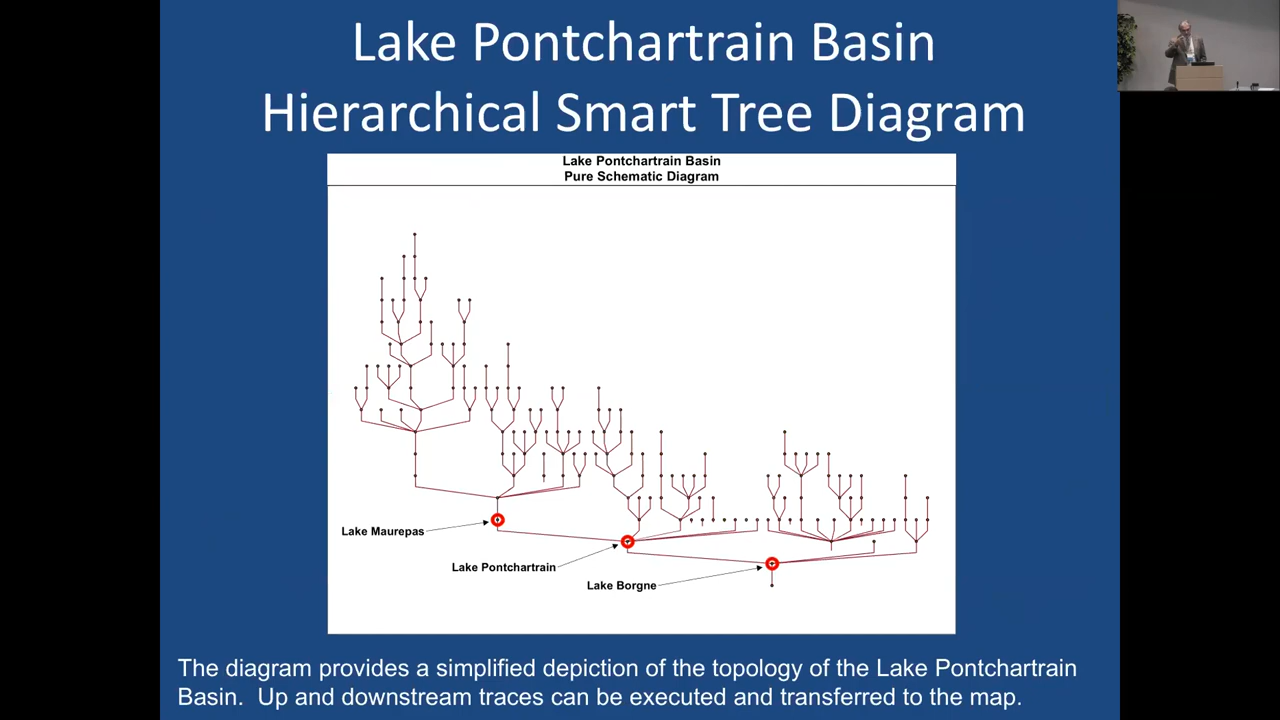 Lake Pontchartrain Basin
Hierarchical Smart Tree Diagram
Lake Pontchartrain Basin
Pure Schematic Diagram
Lake Maurepas
Lake Pontchartrain
Lake Borgne
The diagram provides a simplified depiction of the topology of the Lake Pontchartrain
Basin.  Up and downstream traces can be executed and transferred to the map.